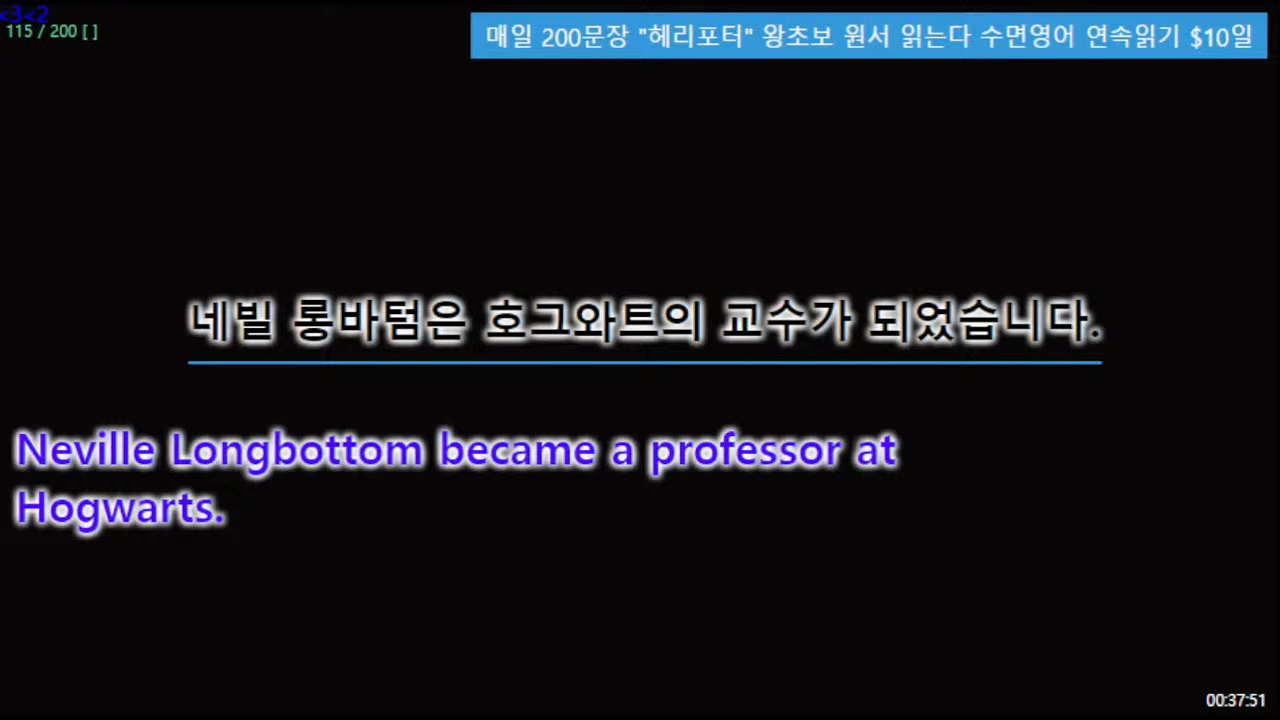 <3<2
115 / 200 [ ]
매일 200문장 "헤리포터" 왕초보 원서 읽는다 수면영어 연속읽기 $10일
네빌 롱바텀은 호그와트의 교수가 되었습니다.
Neville Longbottom became a professor at
Hogwarts.
00:37:51